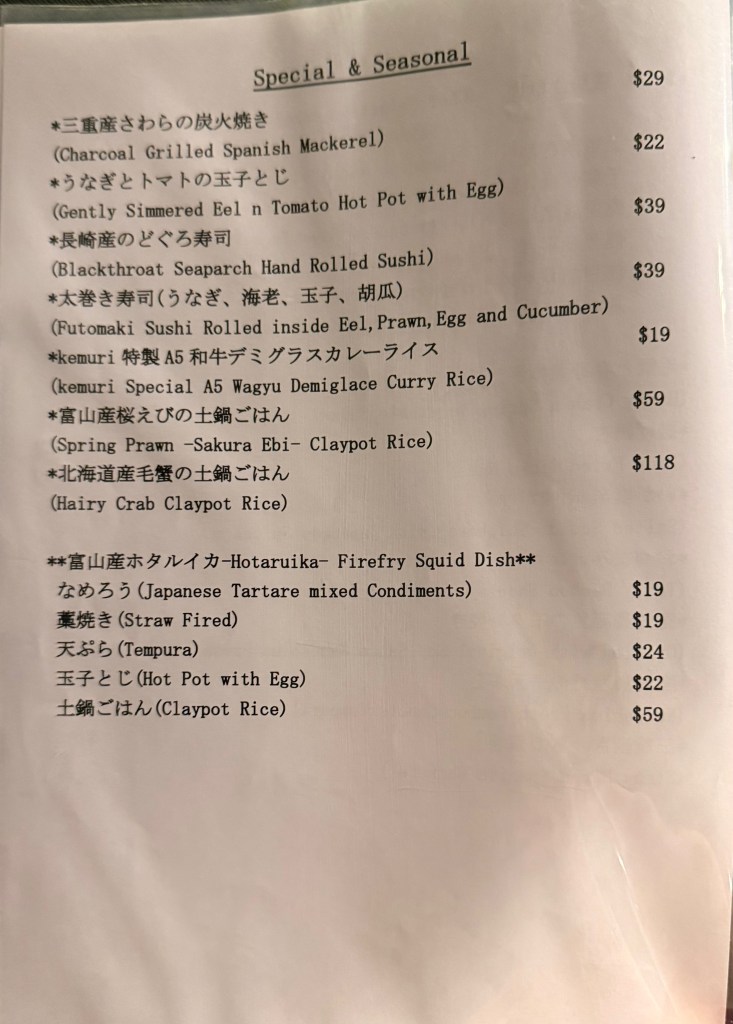 Special & Seasonal
$29
*三重産さわらの炭火焼き
(Charcoal Grilled Spanish Mackerel)
$22
*うなぎとトマトの玉子とじ
(Gently Simmered Eel n Tomato Hot Pot with Egg)
$39
*長崎産のどぐろ寿司
(Blackthroat Seaparch Hand Rolled Sushi)
$39
*太巻き寿司(うなぎ、海老、玉子、胡瓜)
(Futomaki Sushi Rolled inside Eel,Prawn,Egg and Cucumber)
$19
*kemuri 特製 A5 和牛デミグラスカレーライス
(kemuri Special A5 Wagyu Demiglace Curry Rice)
$59
*富山産桜えびの土鍋ごはん
(Spring Prawn -Sakura Ebi- Claypot Rice)
$118
*北海道産毛蟹の土鍋ごはん
(Hairy Crab Claypot Rice)
**富山産ホタルイカ-Hotaruika- Firefry Squid Dish**
なめろう(Japanese Tartare mixed Condiments) $19
藁焼き(Straw Fired) $19
天ぷら(Tempura) $24
玉子とじ(Hot Pot with Egg) $22
土鍋ごはん(Claypot Rice) $59